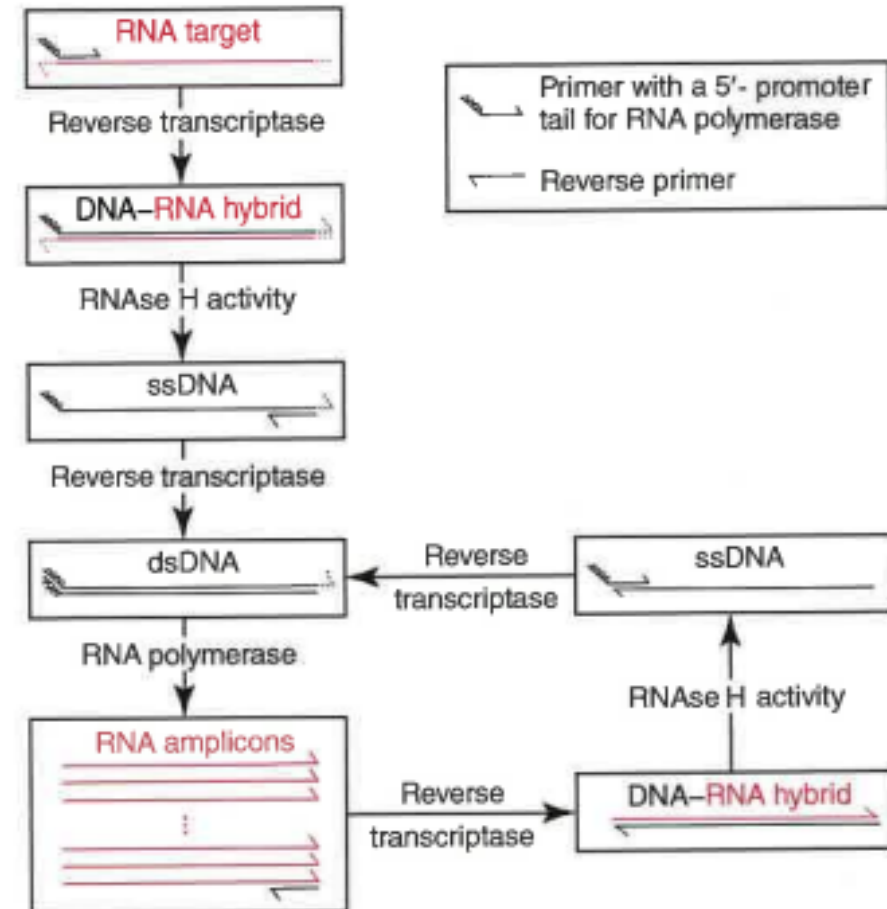 RNA target
Reverse transcriptase
DNA–RNA hybrid
RNAse H activity
ssDNA
Reverse transcriptase
dsDNA
RNA polymerase
RNA amplicons
Reverse
transcriptase
DNA–RNA hybrid
RNAse H activity
ssDNA
Reverse
transcriptase
Primer with a 5′- promoter
tail for RNA polymerase
Reverse primer